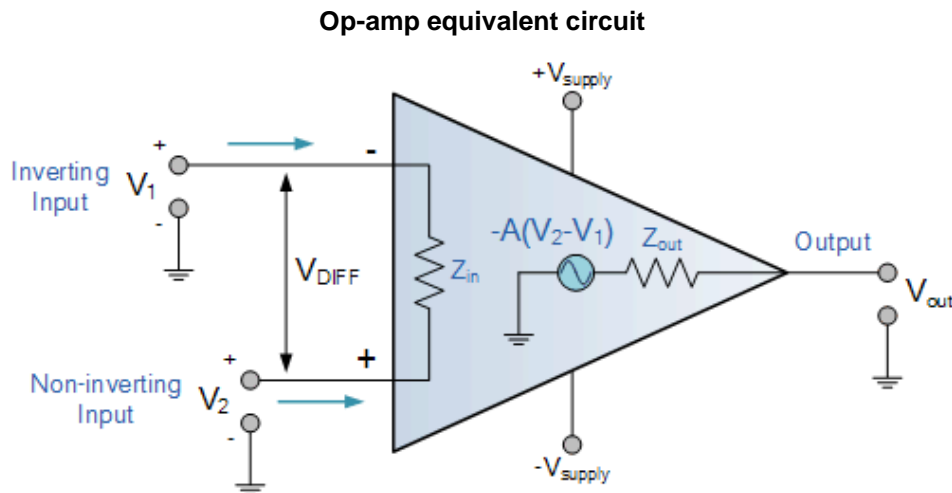 Op-amp equivalent circuit
+Vsupply
+
-
Inverting
Input
V1
-
VDIFF
Zin
-A(V2-V1)
Zout
Output
Vout
+
+
Non-inverting
Input
V2
-
-Vsupply